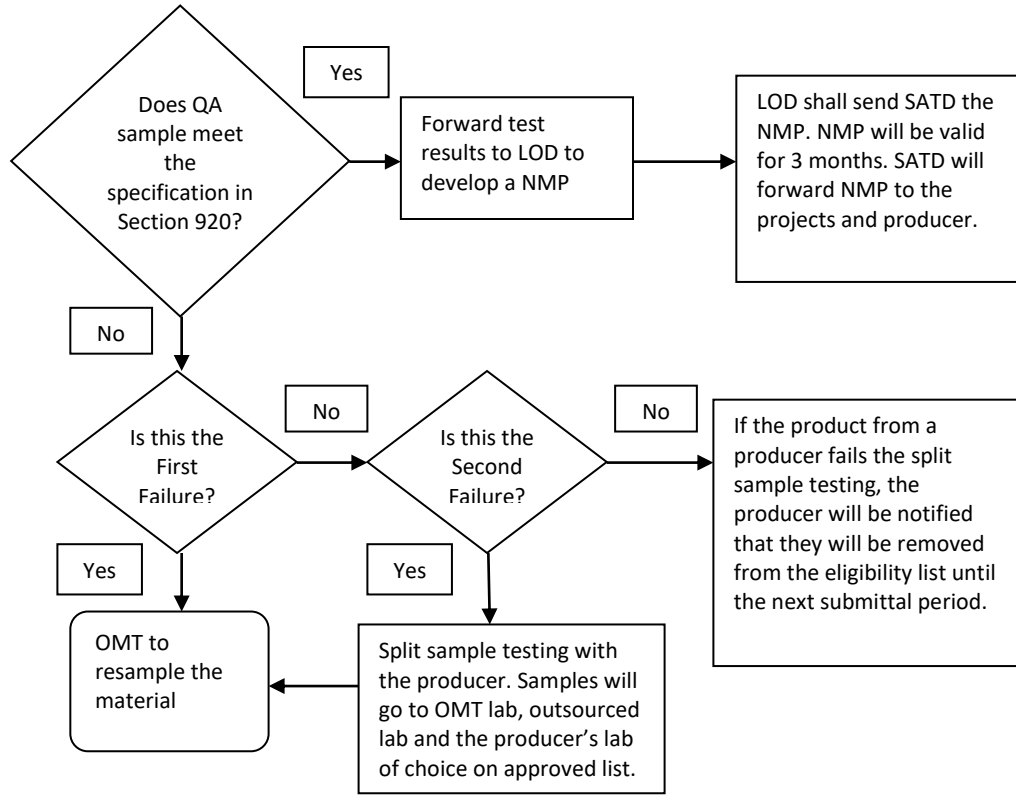 Does QA
sample meet
the
specification in
Section 920?
Yes
Forward test
results to LOD to
develop a NMP
LOD shall send SATD the
NMP. NMP will be valid
for 3 months. SATD will
forward NMP to the
projects and producer.
No
Is this the
First
Failure?
No
Is this the
Second
Failure?
No
If the product from a
producer fails the split
sample testing, the
producer will be notified
that they will be removed
from the eligibility list until
the next submittal period.
Yes
OMT to
resample the
material
Yes
Split sample testing with
the producer. Samples will
go to OMT lab, outsourced
lab and the producer’s lab
of choice on approved list.